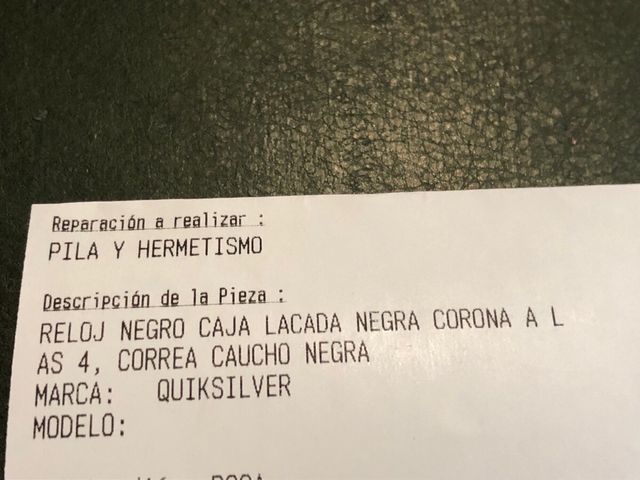 Reparación a realizar :
PILA Y HERMETISMO
Descripción de la Pieza :
RELOJ NEGRO CAJA LACADA NEGRA CORONA A L
AS 4, CORREA CAUCHO NEGRA
MARCA: QUIKSILVER
MODELO: